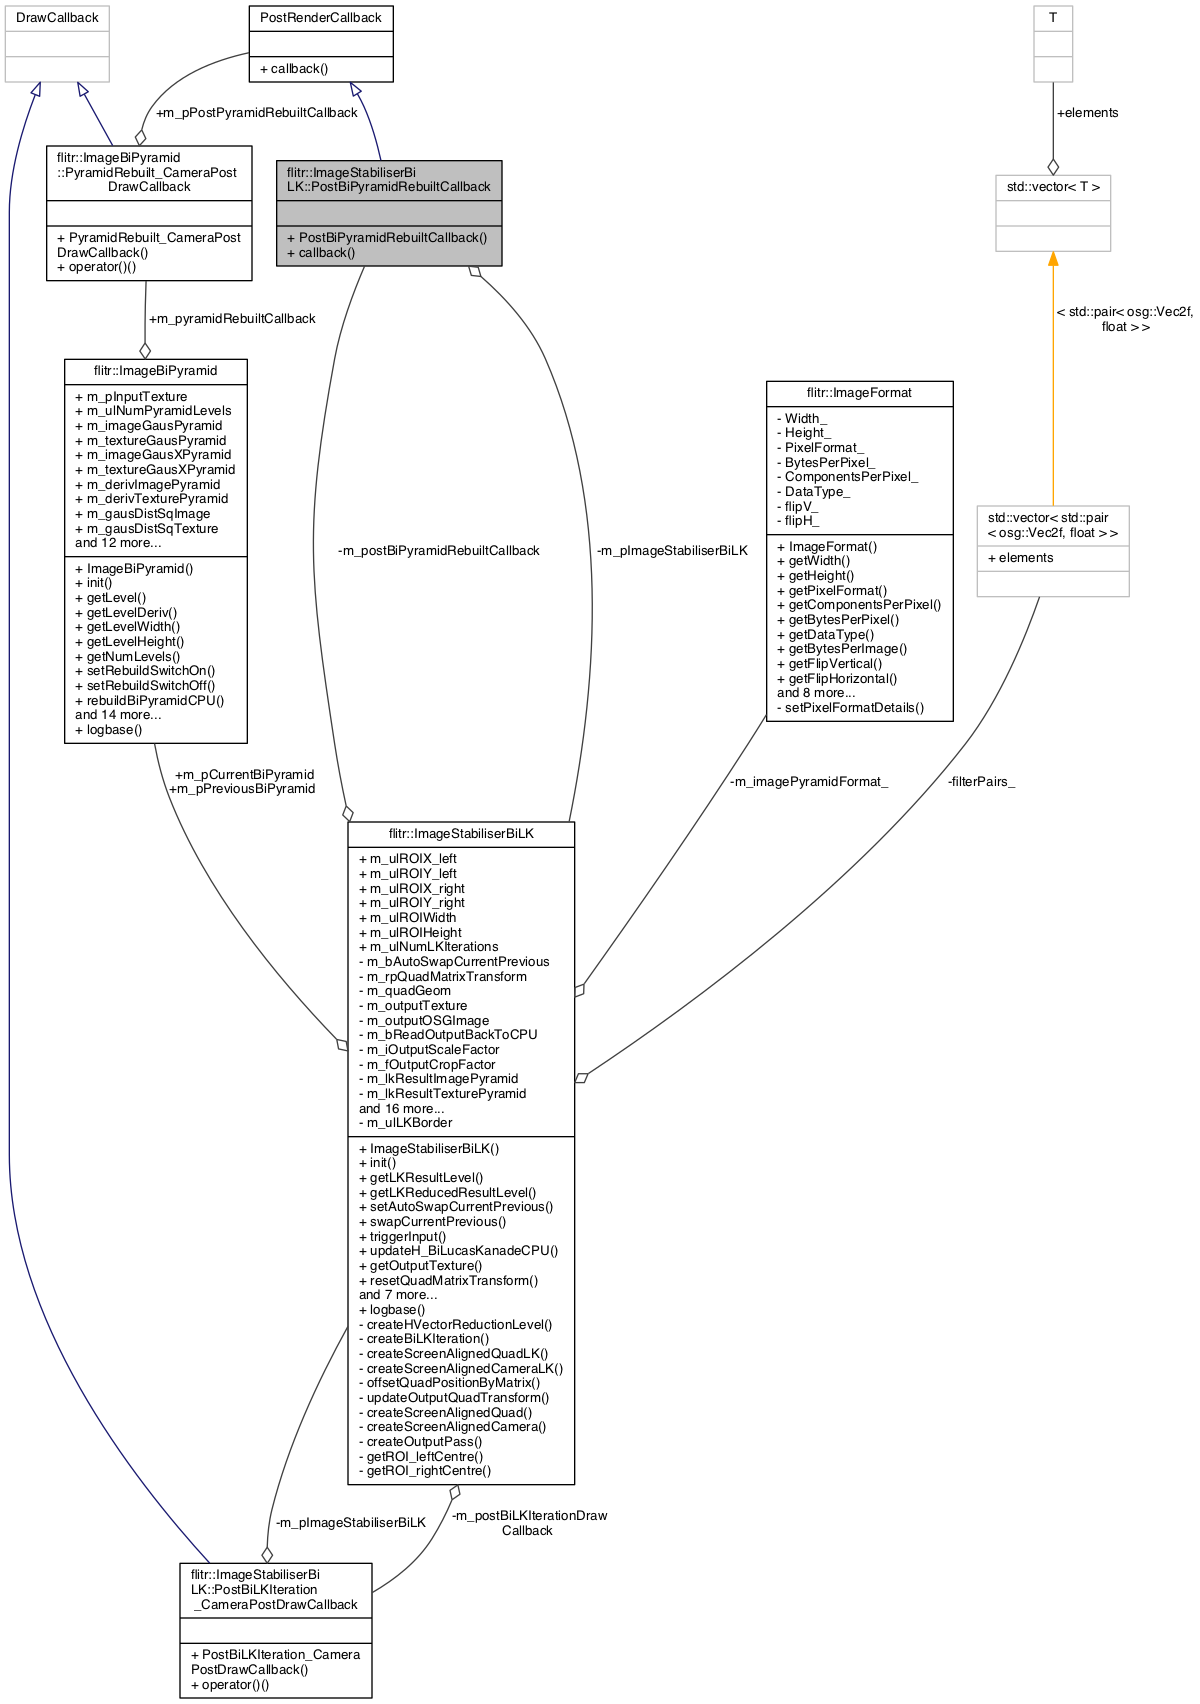 DrawCallback
PostRenderCallback
+ callback()
T
+m_pPostPyramidRebuiltCallback
+elements
flitr::ImageBiPyramid
::PyramidRebuilt_CameraPost
DrawCallback
+ PyramidRebuilt_CameraPost
DrawCallback()
+ operator()()
flitr::ImageStabiliserBi
LK::PostBiPyramidRebuiltCallback
+ PostBiPyramidRebuiltCallback()
+ callback()
std::vector< T >
+m_pyramidRebuiltCallback
< std::pair< osg::Vec2f,
float > >
flitr::ImageBiPyramid
+ m_pInputTexture
+ m_ulNumPyramidLevels
+ m_imageGausPyramid
+ m_textureGausPyramid
+ m_imageGausXPyramid
+ m_textureGausXPyramid
+ m_derivImagePyramid
+ m_derivTexturePyramid
+ m_gausDistSqImage
+ m_gausDistSqTexture
and 12 more...
+ ImageBiPyramid()
+ init()
+ getLevel()
+ getLevelDeriv()
+ getLevelWidth()
+ getLevelHeight()
+ getNumLevels()
+ setRebuildSwitchOn()
+ setRebuildSwitchOff()
+ rebuildBiPyramidCPU()
and 14 more...
+ logbase()
-m_postBiPyramidRebuiltCallback
-m_pImageStabiliserBiLK
flitr::ImageFormat
- Width_
- Height_
- PixelFormat_
- BytesPerPixel_
- ComponentsPerPixel_
- DataType_
- flipV_
- flipH_
+ ImageFormat()
+ getWidth()
+ getHeight()
+ getPixelFormat()
+ getComponentsPerPixel()
+ getBytesPerPixel()
+ getDataType()
+ getBytesPerImage()
+ getFlipVertical()
+ getFlipHorizontal()
and 8 more...
- setPixelFormatDetails()
std::vector< std::pair
< osg::Vec2f, float > >
+ elements
+m_pCurrentBiPyramid
+m_pPreviousBiPyramid
-m_imagePyramidFormat_
-filterPairs_
flitr::ImageStabiliserBiLK
+ m_ulROIX_left
+ m_ulROIY_left
+ m_ulROIX_right
+ m_ulROIY_right
+ m_ulROIWidth
+ m_ulROIHeight
+ m_ulNumLKIterations
- m_bAutoSwapCurrentPrevious
- m_rpQuadMatrixTransform
- m_quadGeom
- m_outputTexture
- m_outputOSGImage
- m_bReadOutputBackToCPU
- m_iOutputScaleFactor
- m_fOutputCropFactor
- m_lkResultImagePyramid
- m_lkResultTexturePyramid
and 16 more...
- m_ulLKBorder
+ ImageStabiliserBiLK()
+ init()
+ getLKResultLevel()
+ getLKReducedResultLevel()
+ setAutoSwapCurrentPrevious()
+ swapCurrentPrevious()
+ triggerInput()
+ updateH_BiLucasKanadeCPU()
+ getOutputTexture()
+ resetQuadMatrixTransform()
and 7 more...
+ logbase()
- createHVectorReductionLevel()
- createBiLKIteration()
- createScreenAlignedQuadLK()
- createScreenAlignedCameraLK()
- offsetQuadPositionByMatrix()
- updateOutputQuadTransform()
- createScreenAlignedQuad()
- createScreenAlignedCamera()
- createOutputPass()
- getROI_leftCentre()
- getROI_rightCentre()
-m_pImageStabiliserBiLK
-m_postBiLKIterationDraw
Callback
flitr::ImageStabiliserBi
LK::PostBiLKIteration
_CameraPostDrawCallback
+ PostBiLKIteration_Camera
PostDrawCallback()
+ operator()()